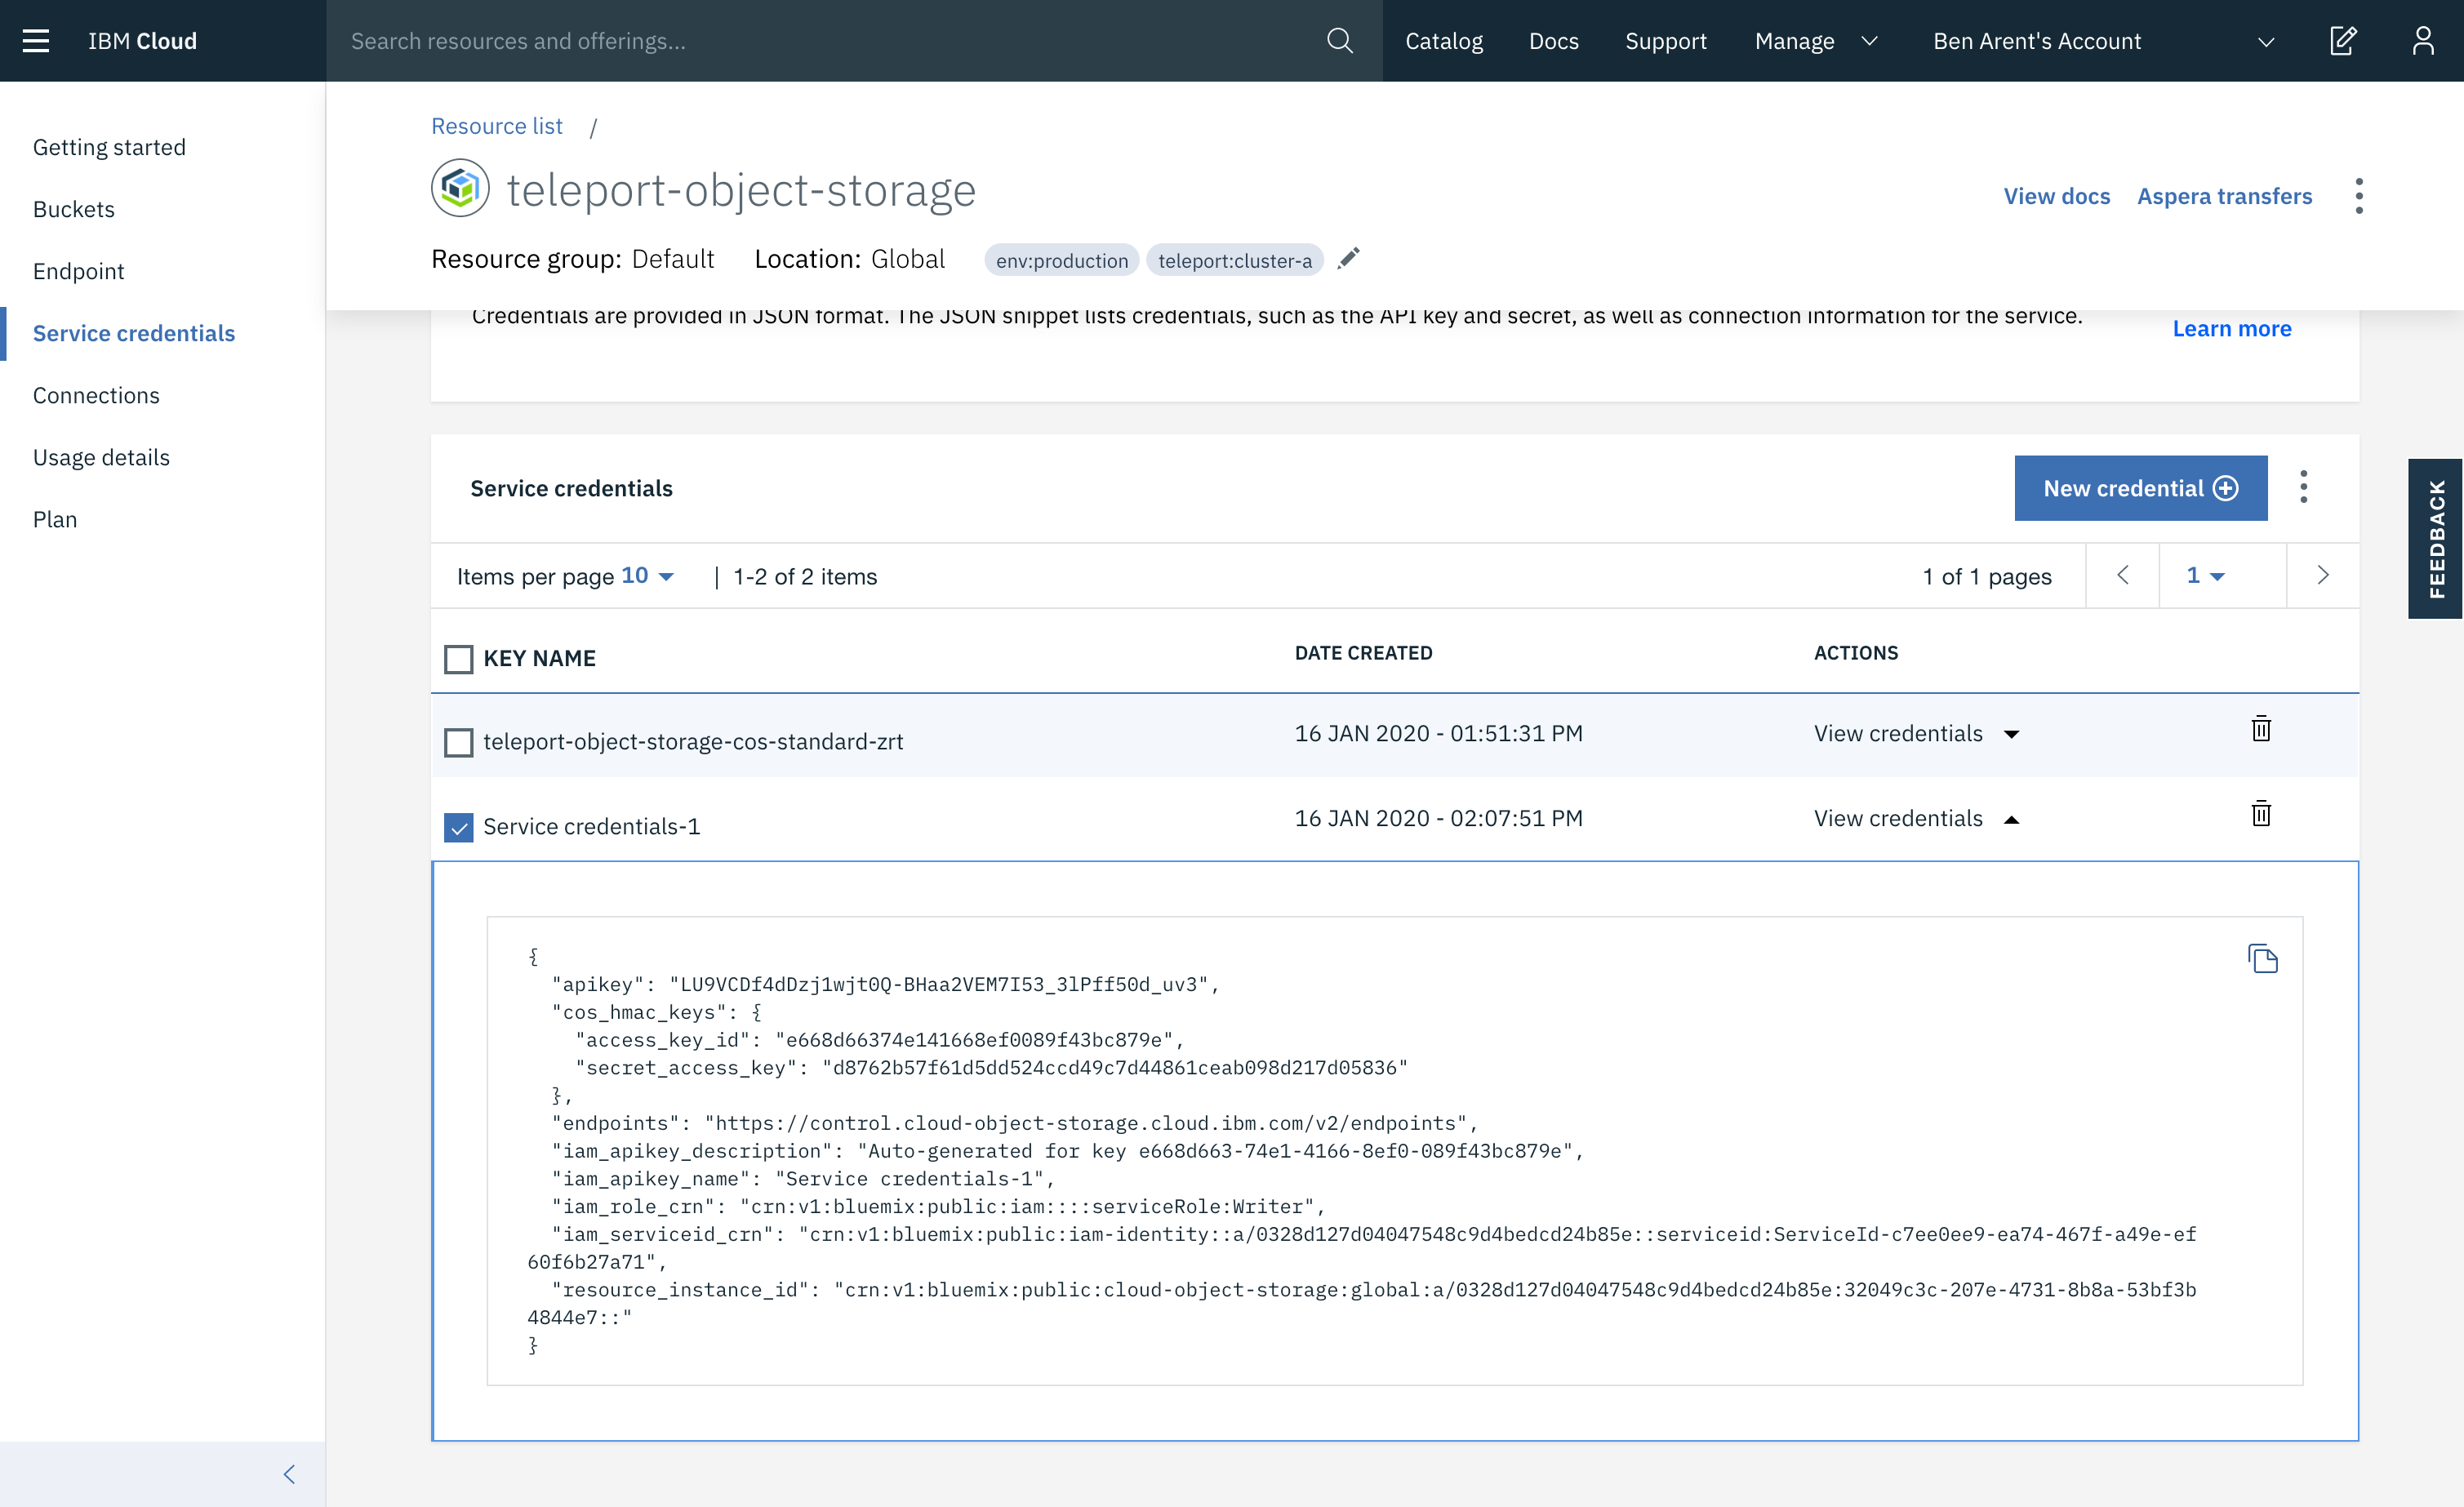 IBM Cloud
Search resources and offerings...
Catalog
Docs
Support
Manage
Ben Arent's Account
Getting started
Buckets
Endpoint
Service credentials
Connections
Usage details
Plan
Resource list /
teleport-object-storage
View docs
Aspera transfers
Resource group: Default
Location: Global
env:production
teleport:cluster-a
Credentials are provided in JSON format. The JSON snippet lists credentials, such as the API key and secret, as well as connection information for the service.
Learn more
FEEDBACK
Service credentials
New credential
Items per page 10 | 1-2 of 2 items
1 of 1 pages
1
KEY NAME
DATE CREATED
ACTIONS
teleport-object-storage-cos-standard-zrt
16 JAN 2020 - 01:51:31 PM
View credentials
Service credentials-1
16 JAN 2020 - 02:07:51 PM
View credentials
{
"apikey": "LU9VCDf4dDzj1wjt0Q-BHaa2VEM7I53_3lPff50d_uv3",
"cos_hmac_keys": {
"access_key_id": "e668d66374e141668ef0089f43bc879e",
"secret_access_key": "d8762b57f61d5dd524ccd49c7d44861ceab098d217d05836"
},
"endpoints": "https://control.cloud-object-storage.cloud.ibm.com/v2/endpoints",
"iam_apikey_description": "Auto-generated for key e668d663-74e1-4166-8ef0-089f43bc879e",
"iam_apikey_name": "Service credentials-1",
"iam_role_crn": "crn:v1:bluemix:public:iam::::serviceRole:Writer",
"iam_serviceid_crn": "crn:v1:bluemix:public:iam-identity::a/0328d127d04047548c9d4bedcd24b85e::serviceid:ServiceId-c7ee0ee9-ea74-467f-a49e-ef
60f6b27a71",
"resource_instance_id": "crn:v1:bluemix:public:cloud-object-storage:global:a/0328d127d04047548c9d4bedcd24b85e:32049c3c-207e-4731-8b8a-53bf3b
4844e7::"
}